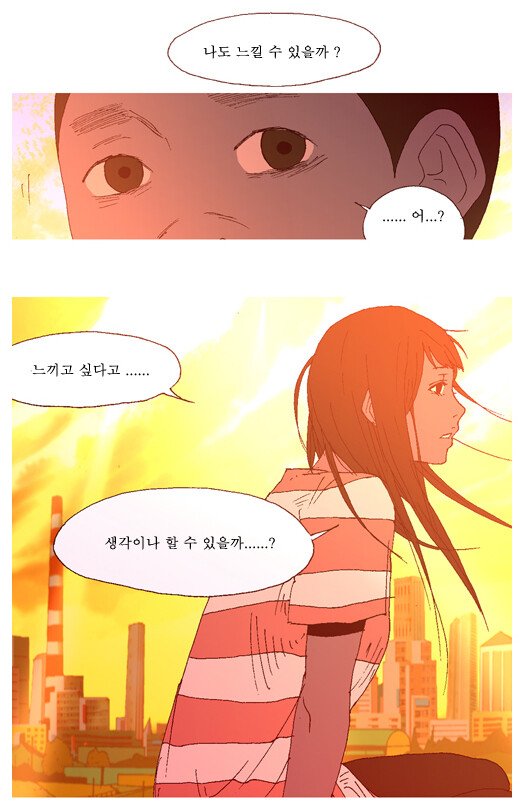 나도 느낄 수 있을까 ?
...... 어...?
느끼고 싶다고 ......
생각이나 할 수 있을까......?